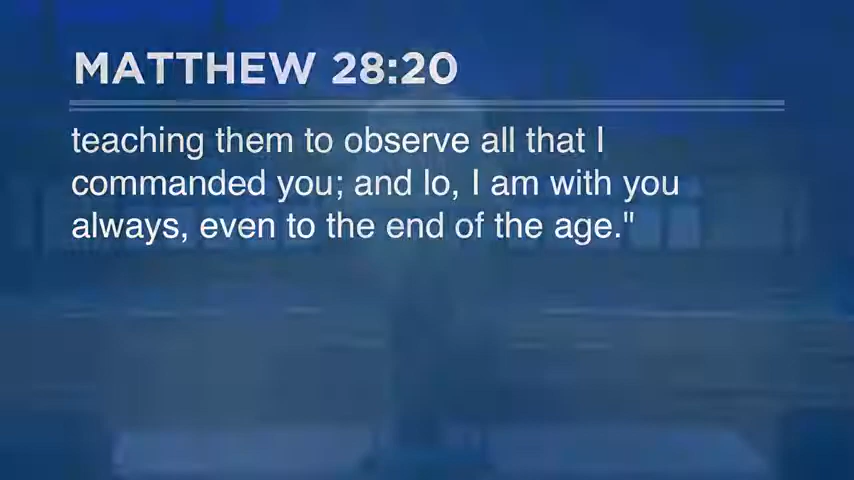 MATTHEW 28:20
teaching them to observe all that I
commanded you; and lo, I am with you
always, even to the end of the age."